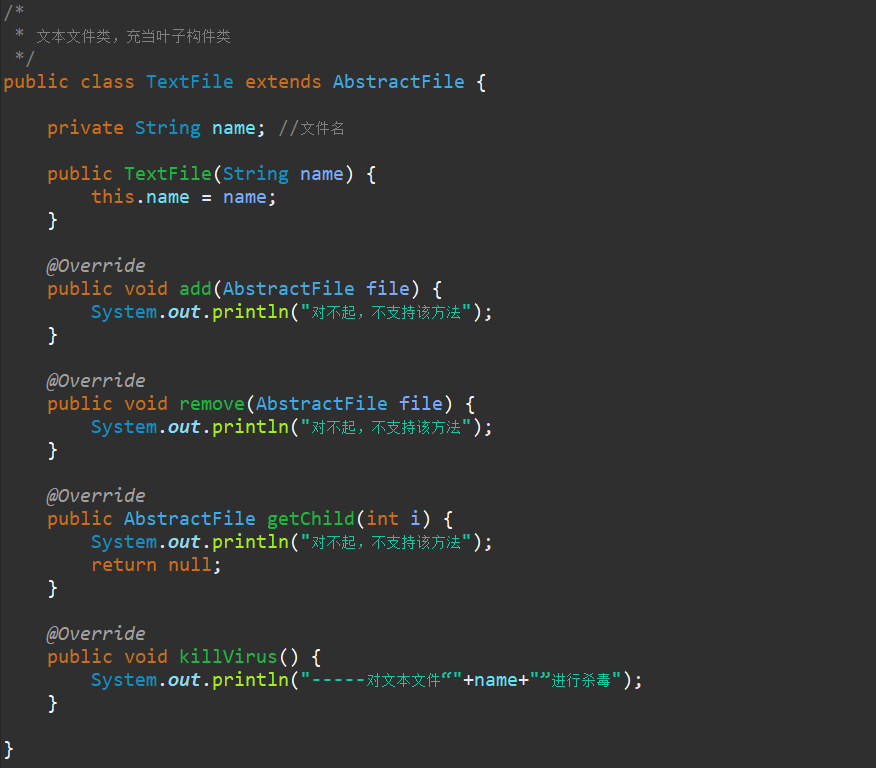 /*
 * 文本文件类，充当叶子构件类
 */
public class TextFile extends AbstractFile {

    private String name; //文件名

    public TextFile(String name) {
        this.name = name;
    }

    @Override
    public void add(AbstractFile file) {
        System.out.println("对不起，不支持该方法");
    }

    @Override
    public void remove(AbstractFile file) {
        System.out.println("对不起，不支持该方法");
    }

    @Override
    public AbstractFile getChild(int i) {
        System.out.println("对不起，不支持该方法");
        return null;
    }

    @Override
    public void killVirus() {
        System.out.println("-----对文本文件“"+name+"”进行杀毒");
    }

}